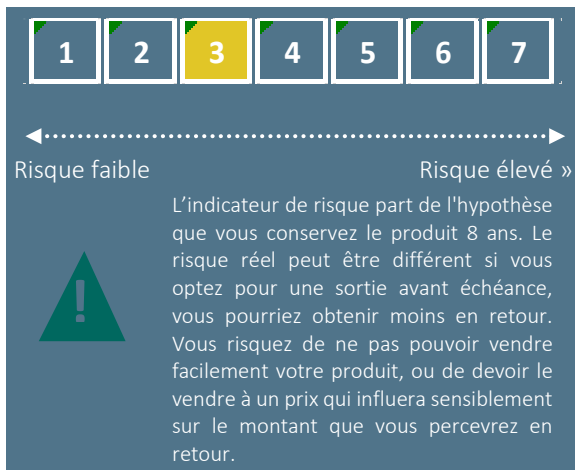 1 2 3 4 5 6 7
Risque faible Risque élevé »
L’indicateur de risque part de l'hypothèse
que vous conservez le produit 8 ans. Le
risque réel peut être différent si vous
optez pour une sortie avant échéance,
vous pourriez obtenir moins en retour.
Vous risquez de ne pas pouvoir vendre
facilement votre produit, ou de devoir le
vendre à un prix qui influera sensiblement
sur le montant que vous percevrez en
retour.
!